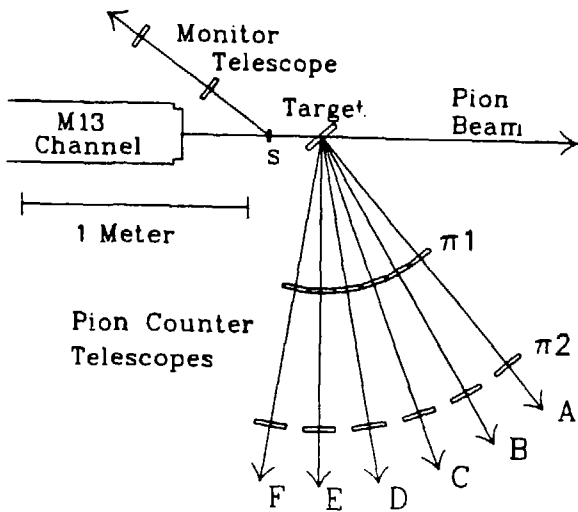 Monitor
Telescope
Target
Pion
Beam
M13
Channel
s
1 Meter
π1
Pion Counter
Telescopes
π2
A
B
C
D
E
F